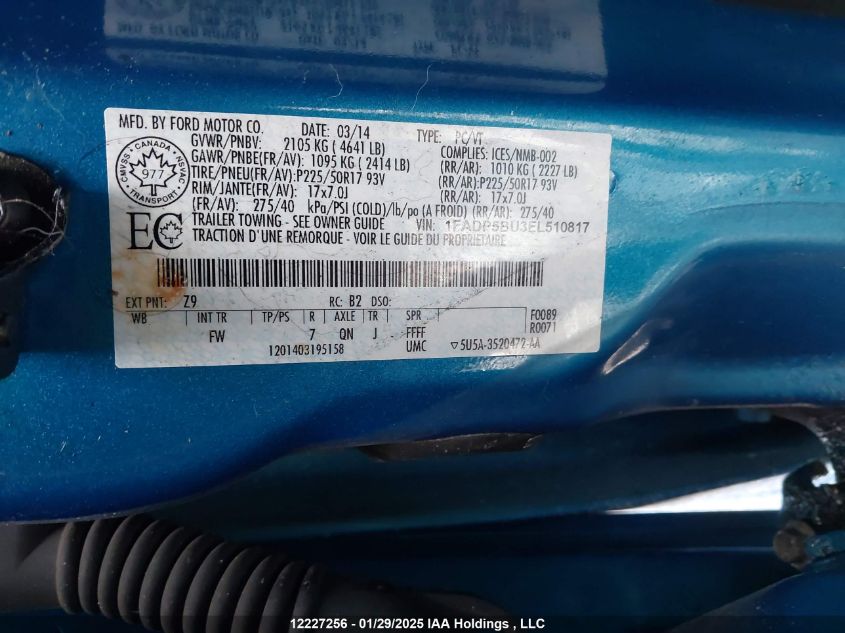 MFD. BY FORD MOTOR CO. DATE: 03/14 TYPE: PC/VT
GVWR/PNBV: 2105 KG ( 4641 LB) COMPLIES: ICES/NMB-002
GAWR/PNBE(FR/AV): 1095 KG ( 2414 LB) (RR/AR): 1010 KG ( 2227 LB)
TIRE/PNEU(FR/AV):P225/50R17 93V (RR/AR):P225/50R17 93V
RIM/JANTE(FR/AV): 17x7.0J (RR/AR): 17x7.0J
(FR/AV): 275/40 kPa/PSI (COLD)/lb/po (A FROID) (RR/AR): 275/40
TRAILER TOWING - SEE OWNER GUIDE VIN: 1FADP5BU3EL510817
TRACTION D'UNE REMORQUE - VOIR LE GUIDE DU PROPRIETAIRE
CANADA
CMVSS NSVAC
977
TRANSPORT
EC
EXT PNT: Z9 RC: B2 DSO:
WB INT TR TP/PS R AXLE TR SPR F0089
FW 7 QN J FFFF R0071
1201403195158 UMC ▽5U5A-3520472-AA
12227256 - 01/29/2025 IAA Holdings , LLC